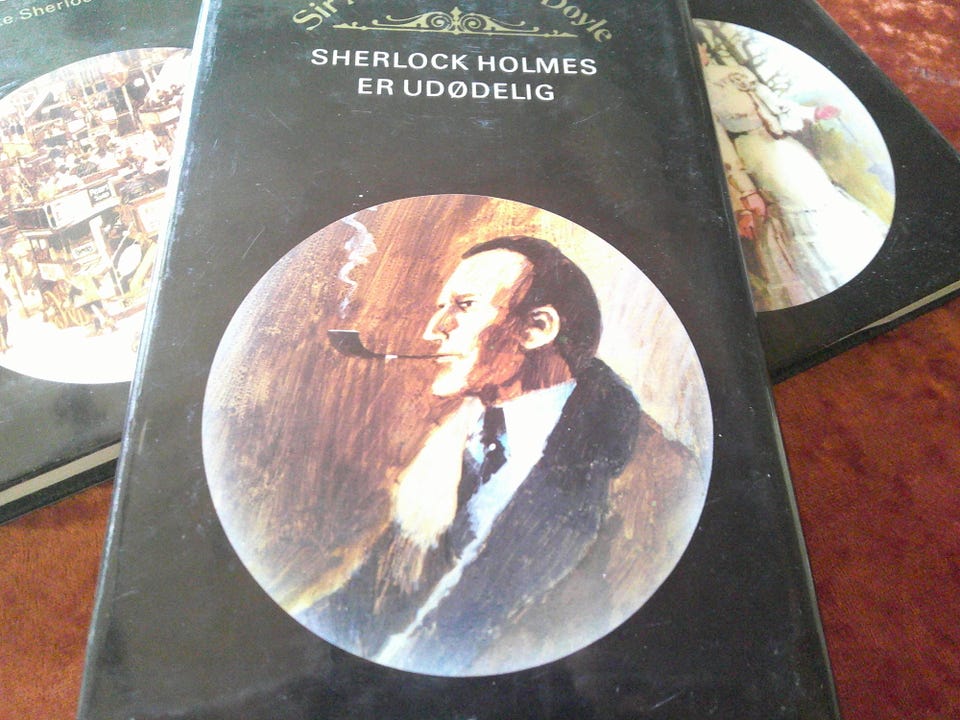 Sir Doyle
SHERLOCK HOLMES
ER UDØDELIG